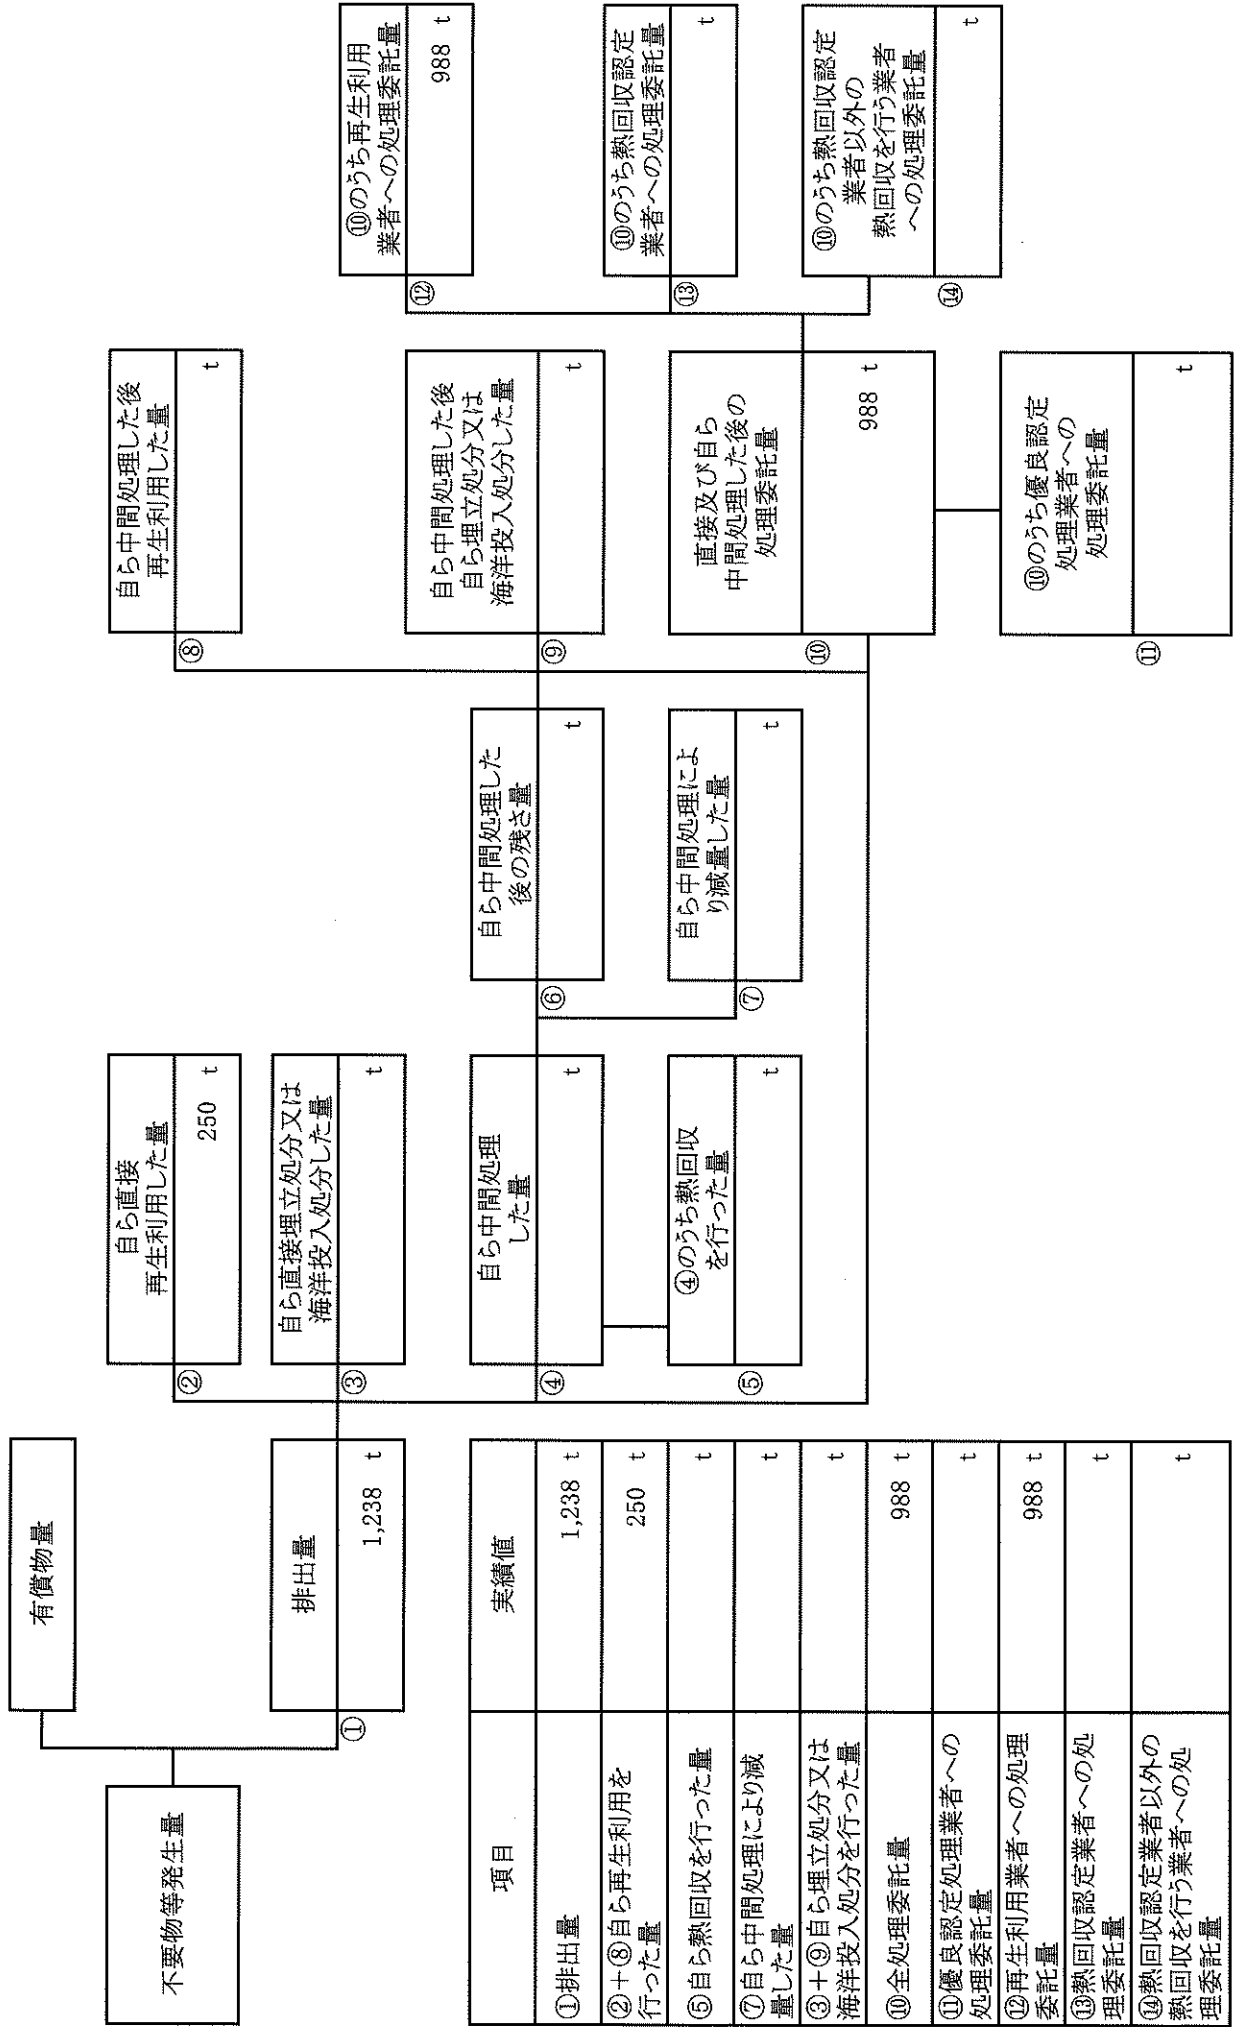 不要物等発生量
有償物量
①
排出量
1,238 t
②
自ら直接
再生利用した量
250 t
③
自ら直接埋立処分又は
海洋投入処分した量
t
④
自ら中間処理
した量
t
⑤
④のうち熱回収
を行った量
t
⑥
自ら中間処理した
後の残さ量
t
⑦
自ら中間処理によ
り減量した量
t
⑧
自ら中間処理した後
再生利用した量
t
⑨
自ら中間処理した後
自ら埋立処分又は
海洋投入処分した量
t
⑩
直接及び自ら
中間処理した後の
処理委託量
988 t
⑪
⑩のうち優良認定
処理業者への
処理委託量
t
⑫
⑩のうち再生利用
業者への処理委託量
988 t
⑬
⑩のうち熱回収認定
業者への処理委託量
t
⑭
⑩のうち熱回収認定
業者以外の
熱回収を行う業者
への処理委託量
t
項目
実績値
①排出量
1,238 t
②+⑧自ら再生利用を
行った量
250 t
⑤自ら熱回収を行った量
t
⑦自ら中間処理により減
量した量
t
③+⑨自ら埋立処分又は
海洋投入処分を行った量
t
⑩全処理委託量
988 t
⑪優良認定処理業者への
処理委託量
t
⑫再生利用業者への処理
委託量
988 t
⑬熱回収認定業者への処
理委託量
t
⑭熱回収認定業者以外の
熱回収を行う業者への処
理委託量
t